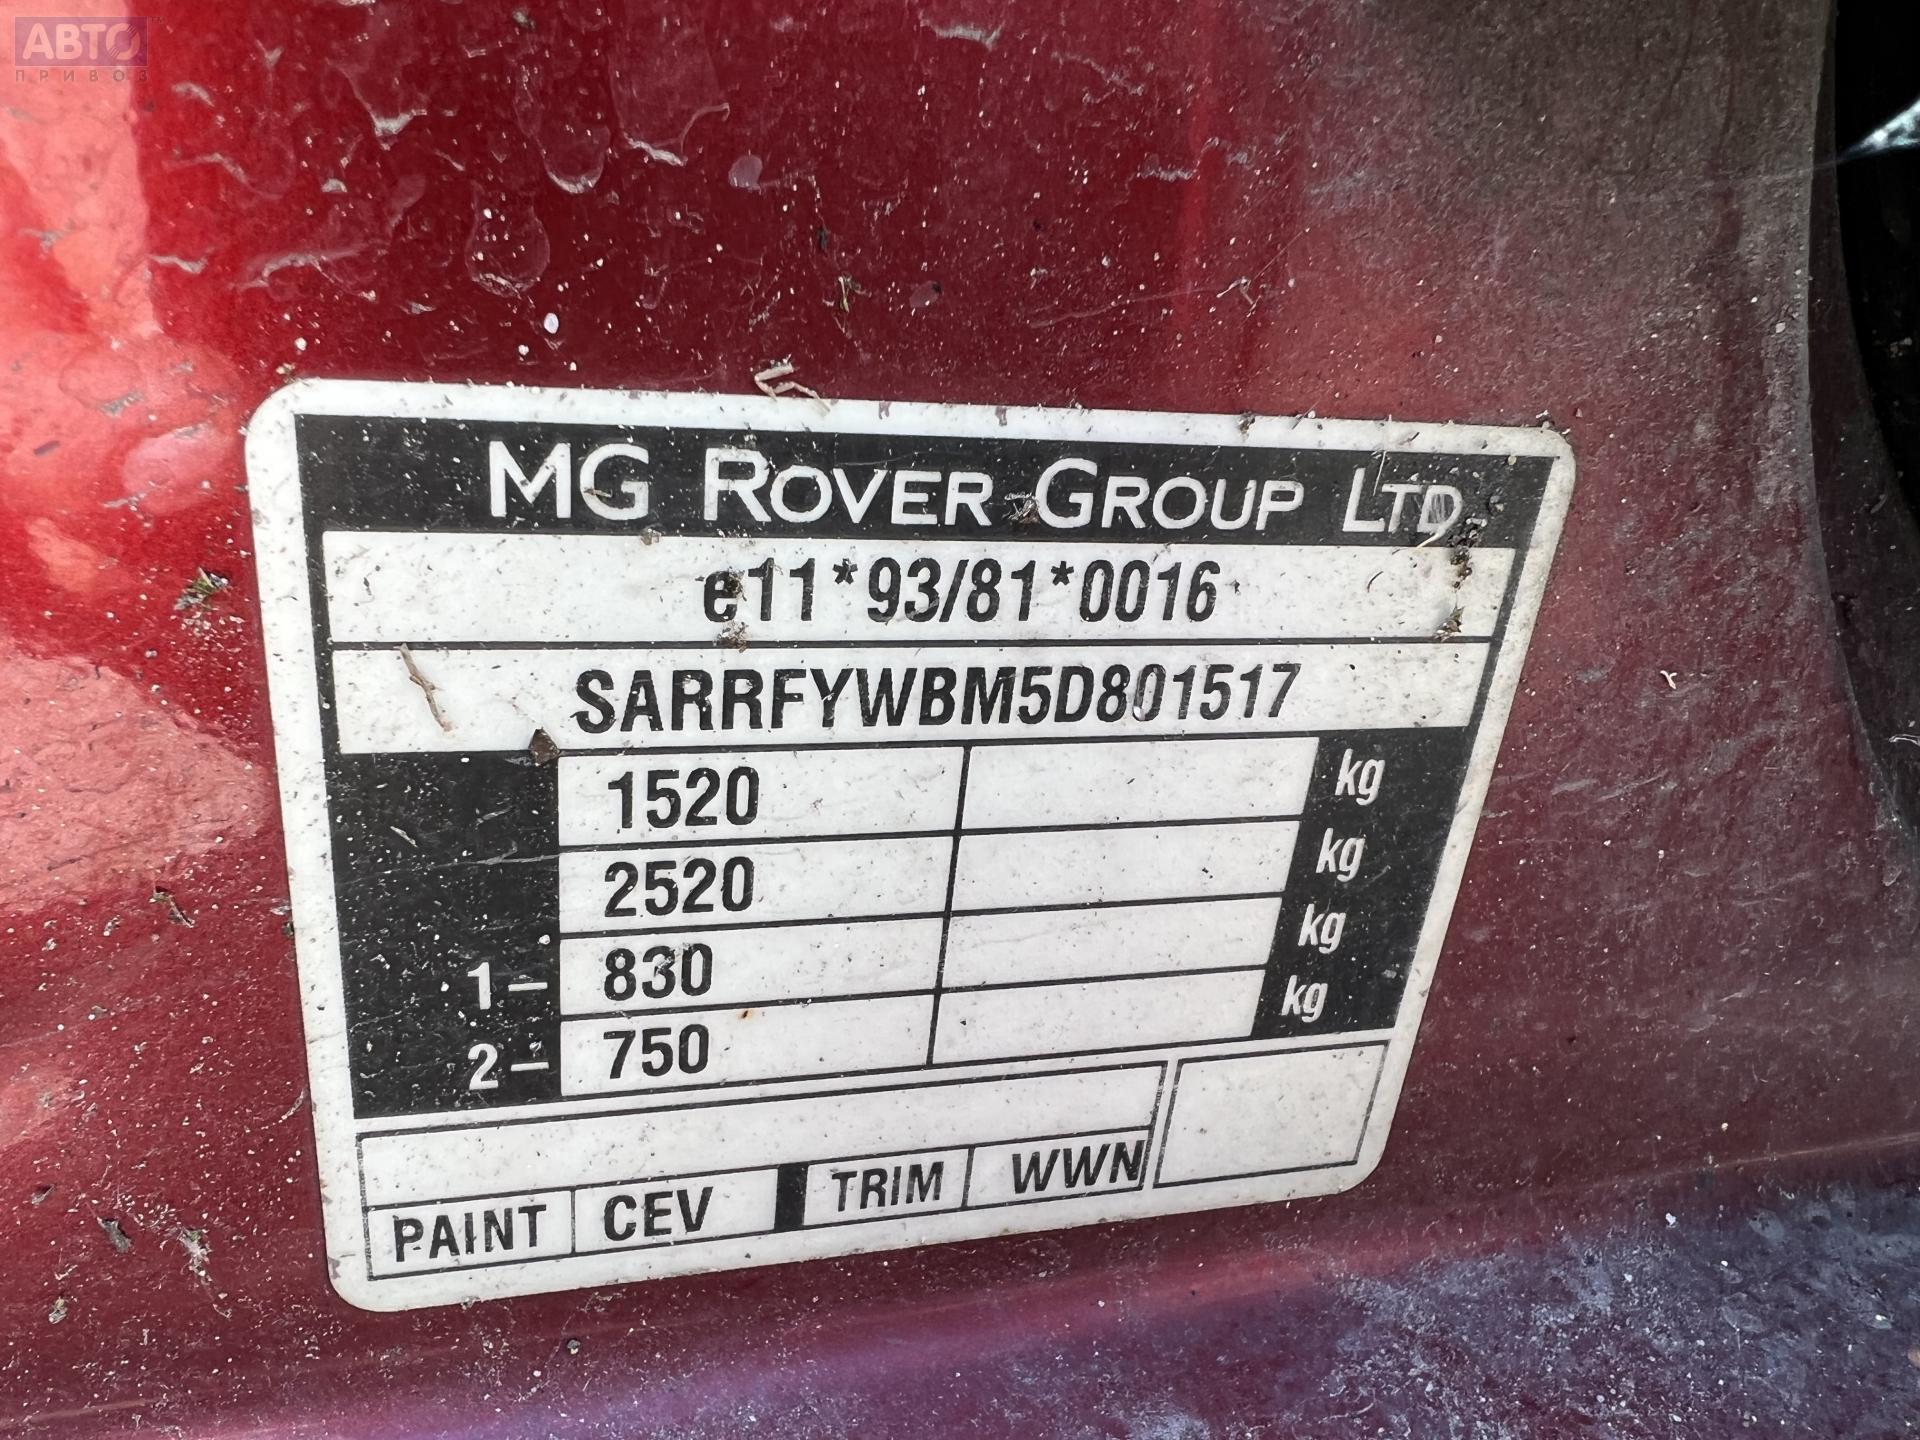 АВТО
ПРИВОЗ
MG ROVER GROUP LTD
e11*93/81*0016
SARRFYWBM5D801517
1520 kg
2520 kg
1- 830 kg
2- 750 kg
PAINT CEV TRIM WWN